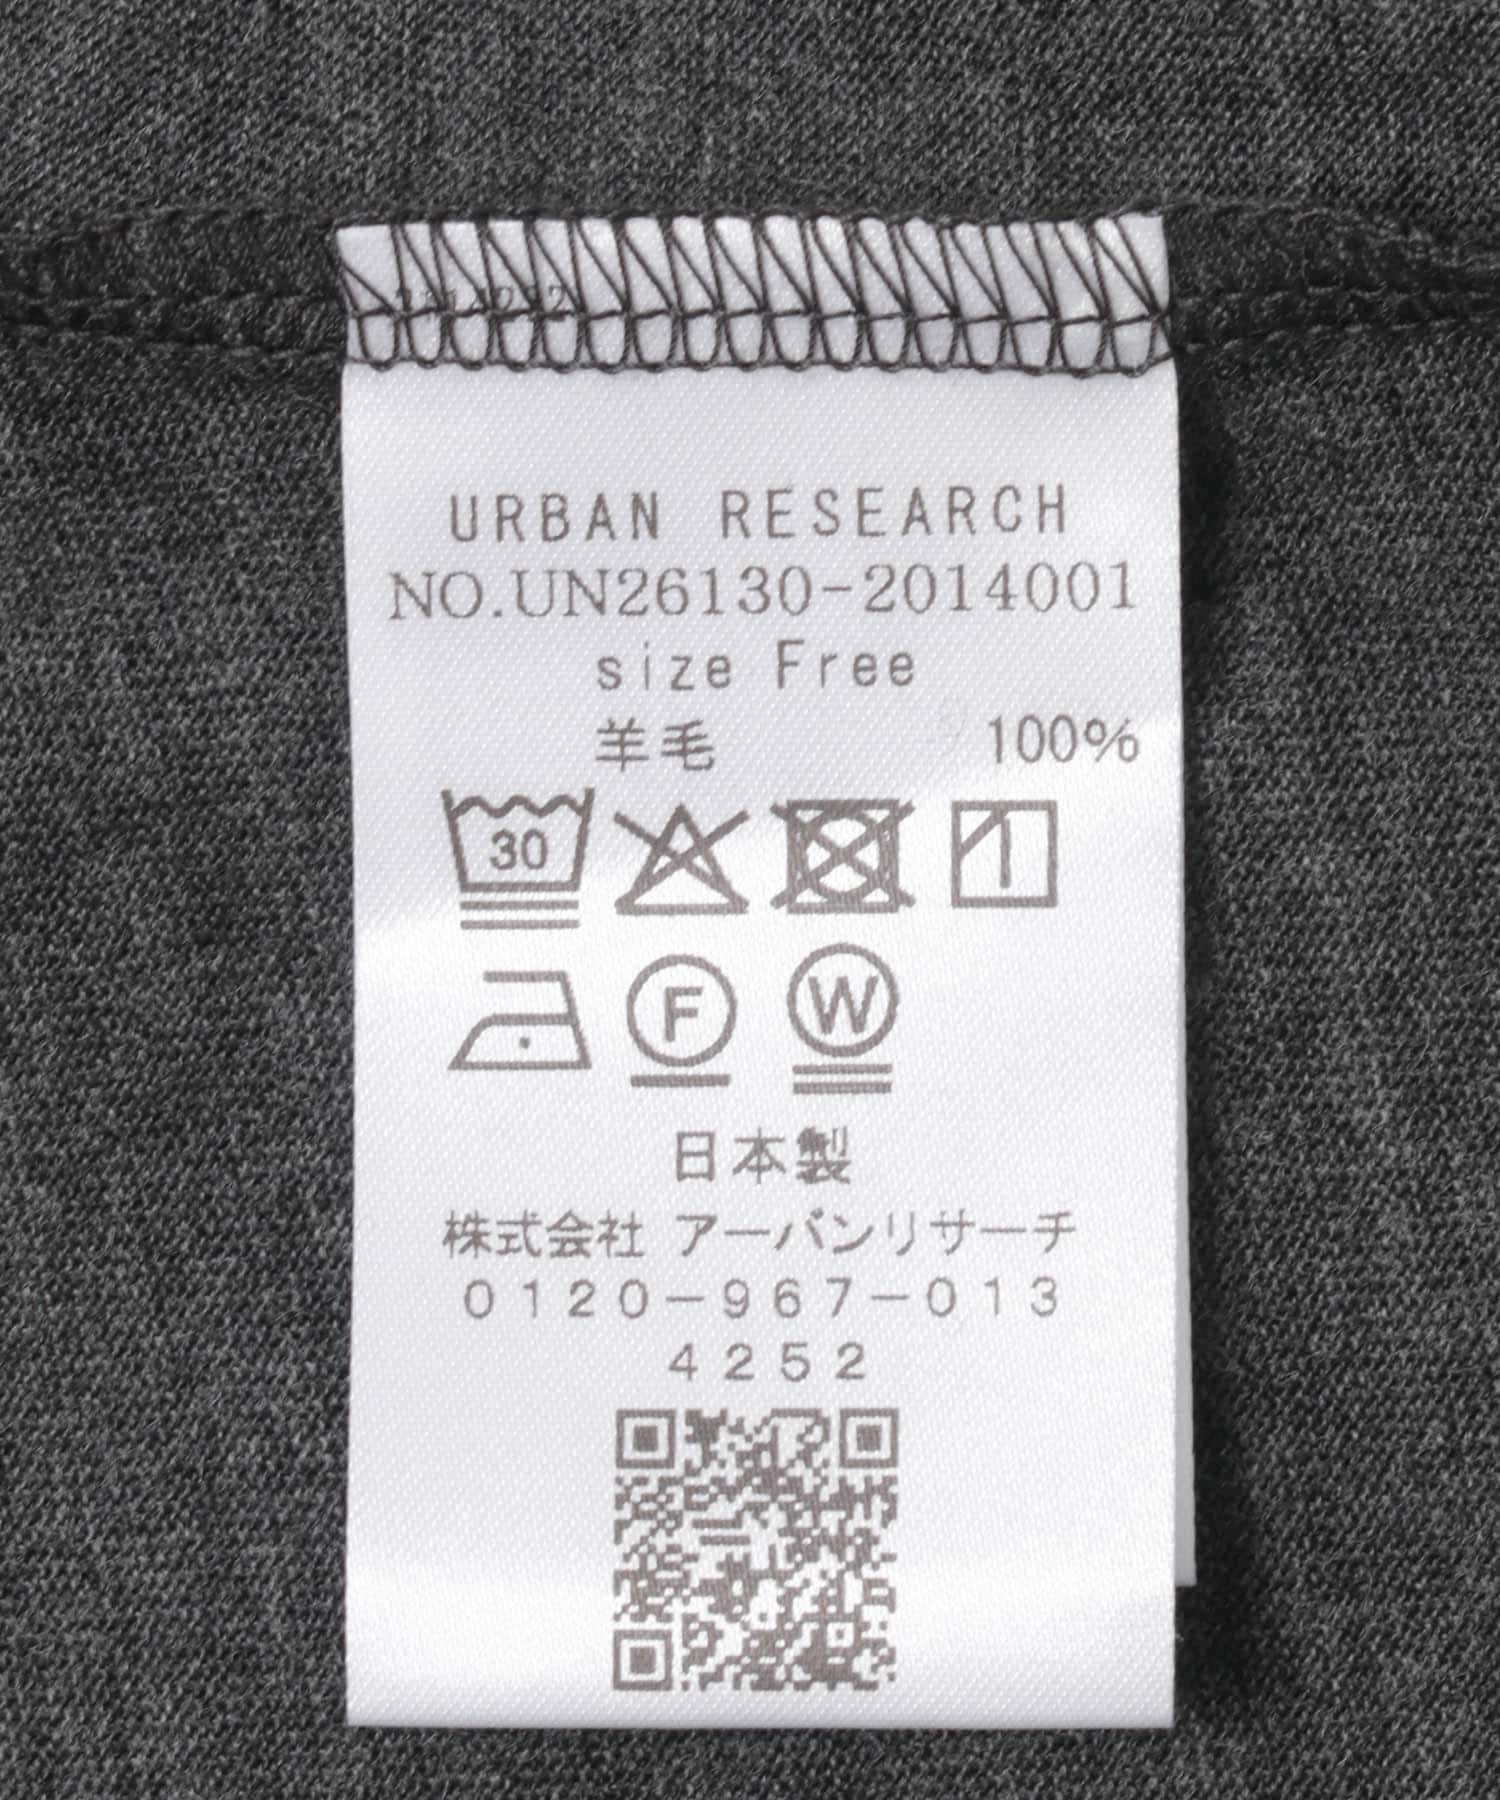 URBAN RESEARCH
NO.UN26130-2014001
size Free
羊毛 100%
30
F W
日本製
株式会社 アーバンリサーチ
0120-967-013
4252